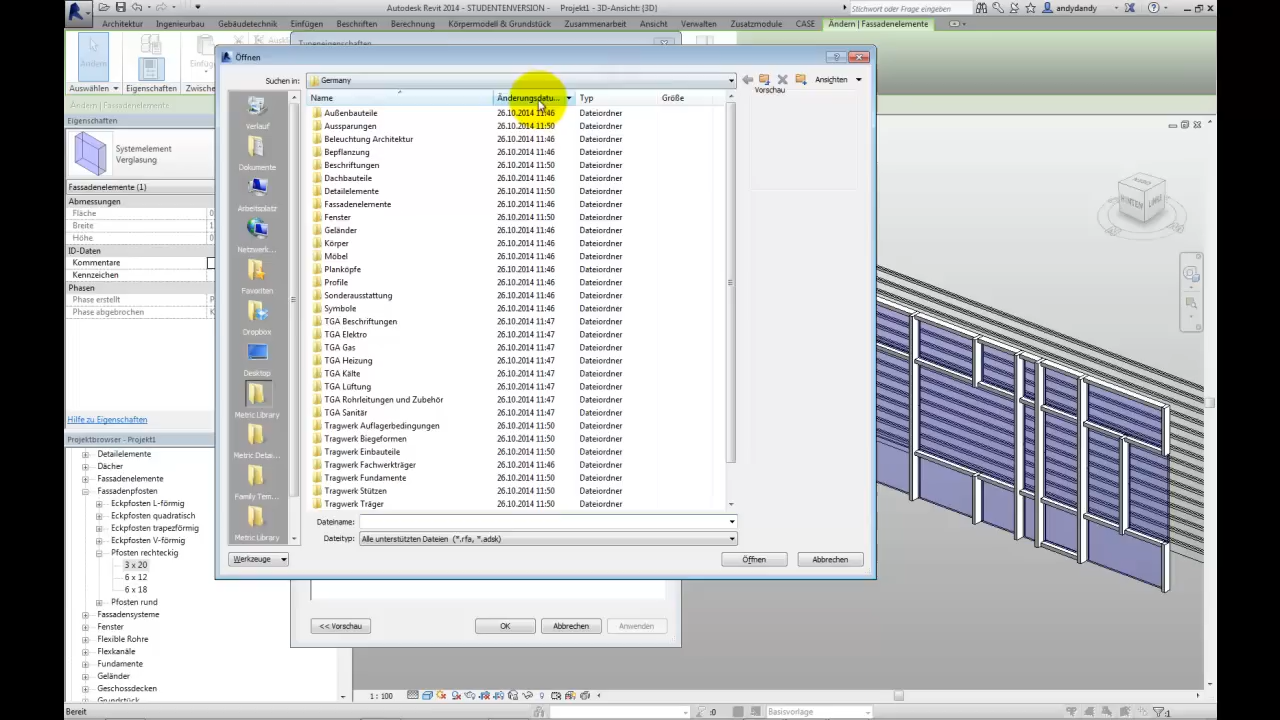 Autodesk Revit 2014 - STUDENTENVERSION - Projekt1 - 3D-Ansicht: {3D}
Stichwort oder Frage eingeben
andydandy
Architektur
Ingenieurbau
Gebäudetechnik
Einfügen
Beschriften
Berechnung
Körpermodell & Grundstück
Zusammenarbeit
Ansicht
Verwalten
Zusatzmodule
CASE
Ändern | Fassadenelemente
Ändern
Auswählen
Eigenschaften
Ändern | Fassadenelemente
Eigenschaften
Systemelement
Verglasung
Fassadenelemente (1)
Abmessungen
Fläche
Breite
Höhe
ID-Daten
Kommentare
Kennzeichen
Phasen
Phase erstellt
Phase abgebrochen
Hilfe zu Eigenschaften
Projektbrowser - Projekt1
Detailelemente
Dächer
Fassadenelemente
Fassadenpfosten
Eckpfosten L-förmig
Eckpfosten quadratisch
Eckpfosten trapezförmig
Eckpfosten V-förmig
Pfosten rechteckig
3 x 20
6 x 12
6 x 18
Pfosten rund
Fassadensysteme
Fenster
Flexible Rohre
Flexkanäle
Fundamente
Geländer
Geschossdecken
Öffnen
Suchen in:
Germany
Ansichten
Vorschau
Verlauf
Dokumente
Arbeitsplatz
Netzwerk...
Favoriten
Dropbox
Desktop
Metric Library
Metric Detai...
Family Tem...
Metric Library
Name Änderungsdatu... Typ Größe
Außenbauteile 26.10.2014 11:46 Dateiordner
Aussparungen 26.10.2014 11:50 Dateiordner
Beleuchtung Architektur 26.10.2014 11:46 Dateiordner
Bepflanzung 26.10.2014 11:46 Dateiordner
Beschriftungen 26.10.2014 11:50 Dateiordner
Dachbauteile 26.10.2014 11:46 Dateiordner
Detailelemente 26.10.2014 11:50 Dateiordner
Fassadenelemente 26.10.2014 11:46 Dateiordner
Fenster 26.10.2014 11:50 Dateiordner
Geländer 26.10.2014 11:46 Dateiordner
Körper 26.10.2014 11:46 Dateiordner
Möbel 26.10.2014 11:46 Dateiordner
Planköpfe 26.10.2014 11:46 Dateiordner
Profile 26.10.2014 11:46 Dateiordner
Sonderausstattung 26.10.2014 11:46 Dateiordner
Symbole 26.10.2014 11:46 Dateiordner
TGA Beschriftungen 26.10.2014 11:47 Dateiordner
TGA Elektro 26.10.2014 11:47 Dateiordner
TGA Gas 26.10.2014 11:47 Dateiordner
TGA Heizung 26.10.2014 11:47 Dateiordner
TGA Kälte 26.10.2014 11:47 Dateiordner
TGA Lüftung 26.10.2014 11:47 Dateiordner
TGA Rohrleitungen und Zubehör 26.10.2014 11:47 Dateiordner
TGA Sanitär 26.10.2014 11:47 Dateiordner
Tragwerk Auflagerbedingungen 26.10.2014 11:50 Dateiordner
Tragwerk Biegeformen 26.10.2014 11:50 Dateiordner
Tragwerk Einbauteile 26.10.2014 11:50 Dateiordner
Tragwerk Fachwerkträger 26.10.2014 11:46 Dateiordner
Tragwerk Fundamente 26.10.2014 11:50 Dateiordner
Tragwerk Stützen 26.10.2014 11:50 Dateiordner
Tragwerk Träger 26.10.2014 11:50 Dateiordner
Dateiname:
Dateityp: Alle unterstützten Dateien (*.rfa, *.adsk)
Werkzeuge
Öffnen
Abbrechen
<< Vorschau
OK
Abbrechen
Anwenden
HINTEN
LINKS
1 : 100
Bereit
:0
Basisvorlage
:1